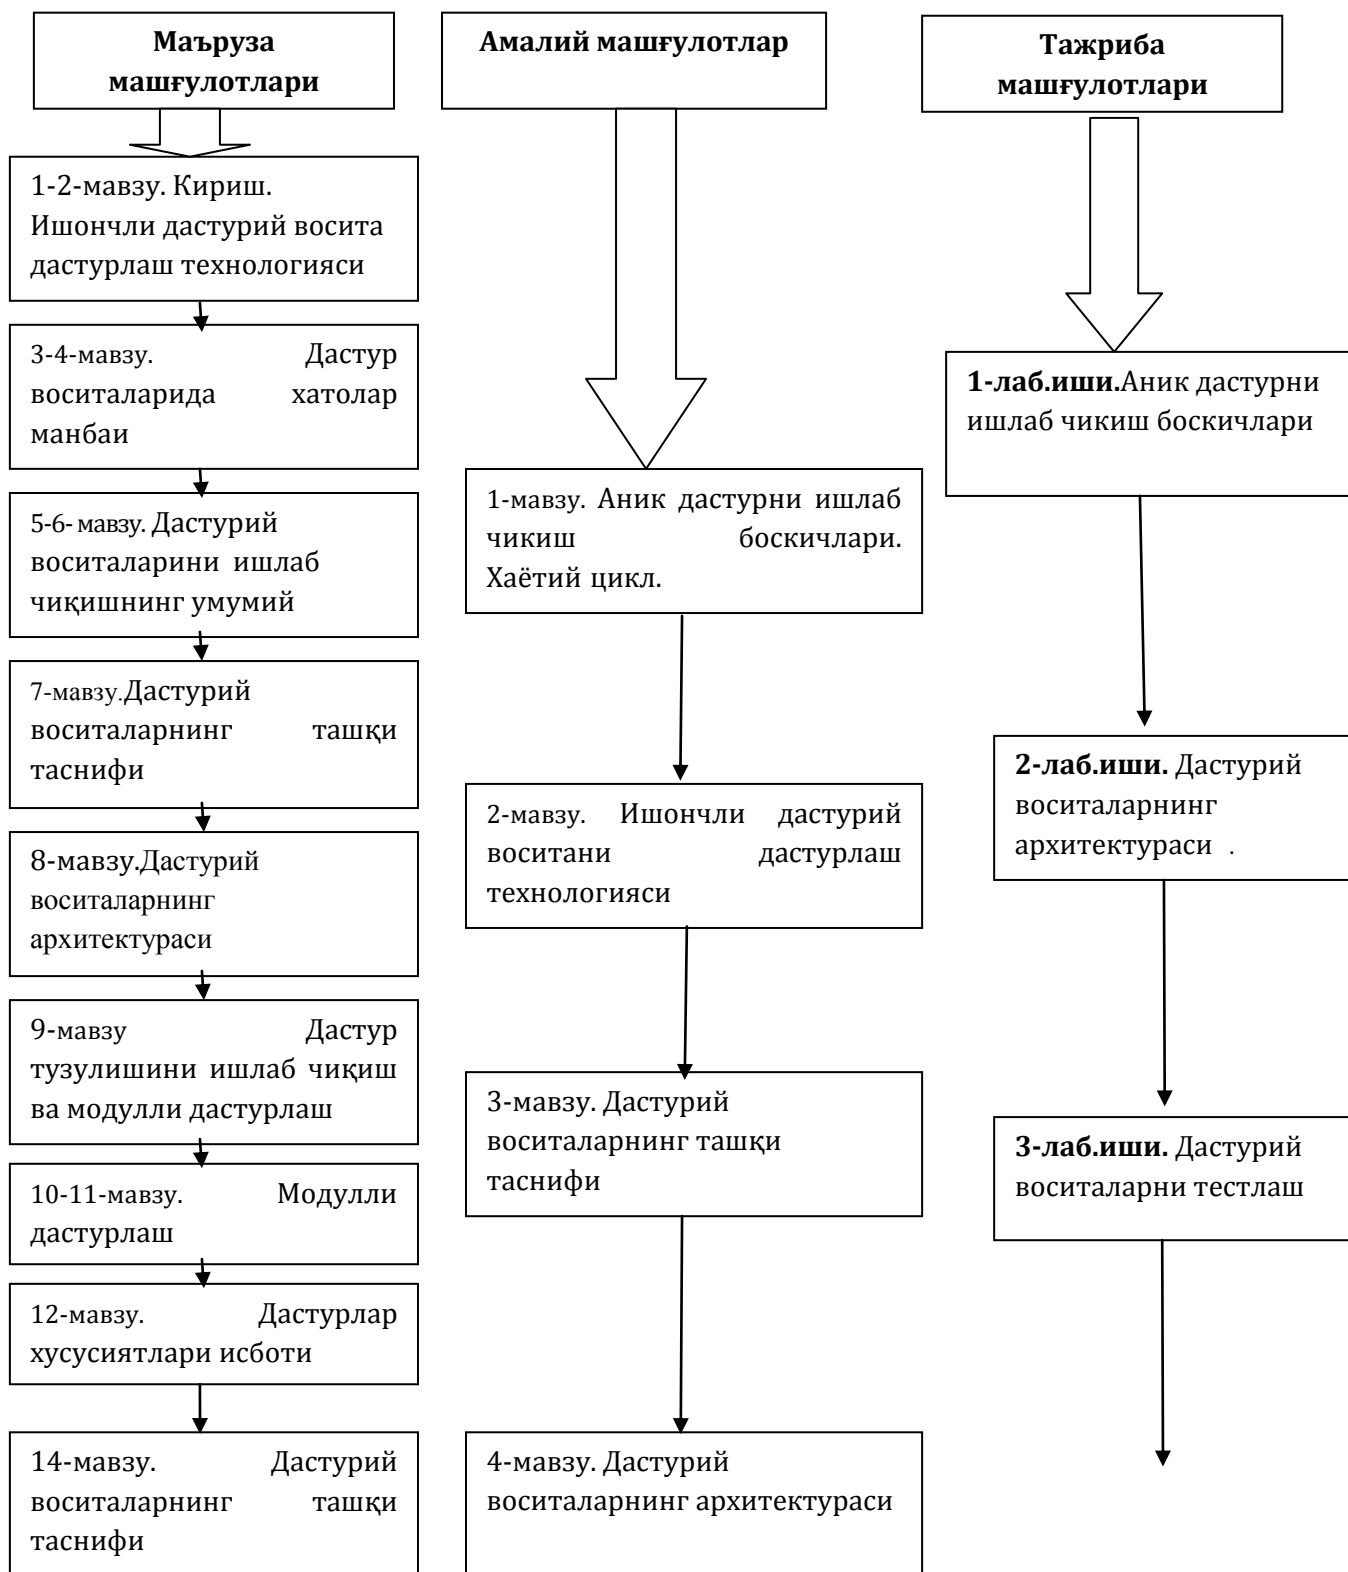 Маъруза
машғулотлари
1-2-мавзу. Кириш.
Ишончли дастурий восита
дастурлаш технологияси
3-4-мавзу. Дастур
воситаларида хатолар
манбаи
5-6- мавзу. Дастурий
воситаларини ишлаб
чиқишнинг умумий
7-мавзу.Дастурий
воситаларнинг ташқи
таснифи
8-мавзу.Дастурий
воситаларнинг
архитектураси
9-мавзу Дастур
тузулишини ишлаб чиқиш
ва модулли дастурлаш
10-11-мавзу. Модулли
дастурлаш
12-мавзу. Дастурлар
хусусиятлари исботи
14-мавзу. Дастурий
воситаларнинг ташқи
таснифи
Амалий машғулотлар
1-мавзу. Аник дастурни ишлаб
чикиш боскичлари.
Хаётий цикл.
2-мавзу. Ишончли дастурий
воситани дастурлаш
технологияси
3-мавзу. Дастурий
воситаларнинг ташқи
таснифи
4-мавзу. Дастурий
воситаларнинг архитектураси
Тажриба
машғулотлари
1-лаб.иши.Аник дастурни
ишлаб чикиш боскичлари
2-лаб.иши. Дастурий
воситаларнинг
архитектураси .
3-лаб.иши. Дастурий
воситаларни тестлаш